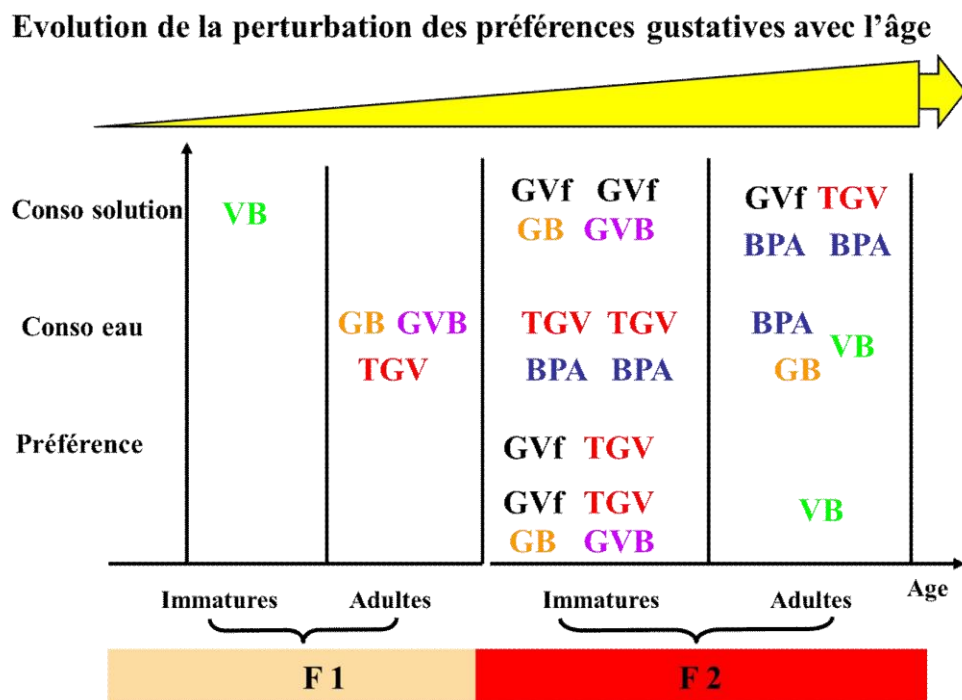 Evolution de la perturbation des préférences gustatives avec l'âge
GVf GVf
GVf TGV
Conso solution
VB
GB GVB
BPA BPA
Conso eau
GB GVB
TGV TGV
BPA
VB
TGV
BPA BPA
GB
Préférence
GVf TGV
GVf TGV
VB
GB GVB
Immatures
Adultes
Immatures
Adultes
Age
F 1
F 2